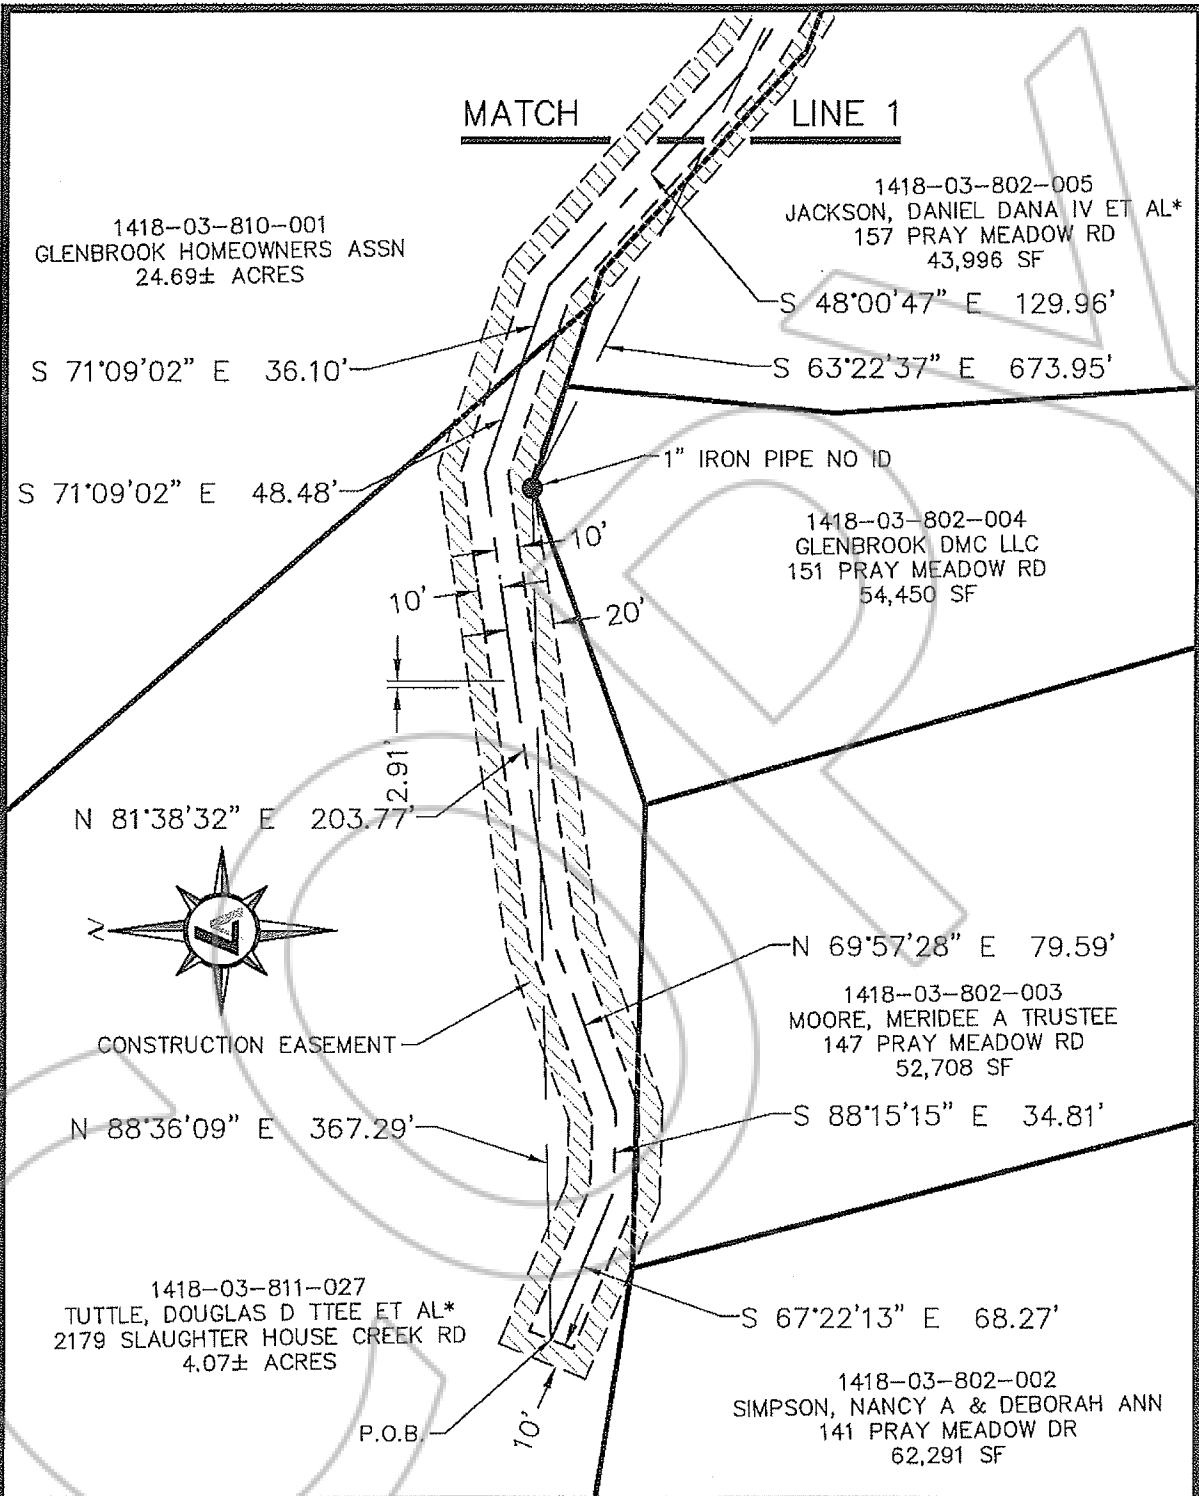 MATCH LINE 1
1418-03-810-001
GLENBROOK HOMEOWNERS ASSN
24.69± ACRES
1418-03-802-005
JACKSON, DANIEL DANA IV ET AL*
157 PRAY MEADOW RD
43,996 SF
S 48°00'47" E 129.96'
S 71°09'02" E 36.10'
S 63°22'37" E 673.95'
1" IRON PIPE NO ID
S 71°09'02" E 48.48'
1418-03-802-004
GLENBROOK DMC LLC
151 PRAY MEADOW RD
54,450 SF
10'
10'
20'
2.91'
N 81°38'32" E 203.77'
N
N 69°57'28" E 79.59'
1418-03-802-003
MOORE, MERIDEE A TRUSTEE
147 PRAY MEADOW RD
52,708 SF
CONSTRUCTION EASEMENT
N 88°36'09" E 367.29'
S 88°15'15" E 34.81'
1418-03-811-027
TUTTLE, DOUGLAS D TTEE ET AL*
2179 SLAUGHTER HOUSE CREEK RD
4.07± ACRES
S 67°22'13" E 68.27'
1418-03-802-002
SIMPSON, NANCY A & DEBORAH ANN
141 PRAY MEADOW DR
62,291 SF
P.O.B.
10'
COPY